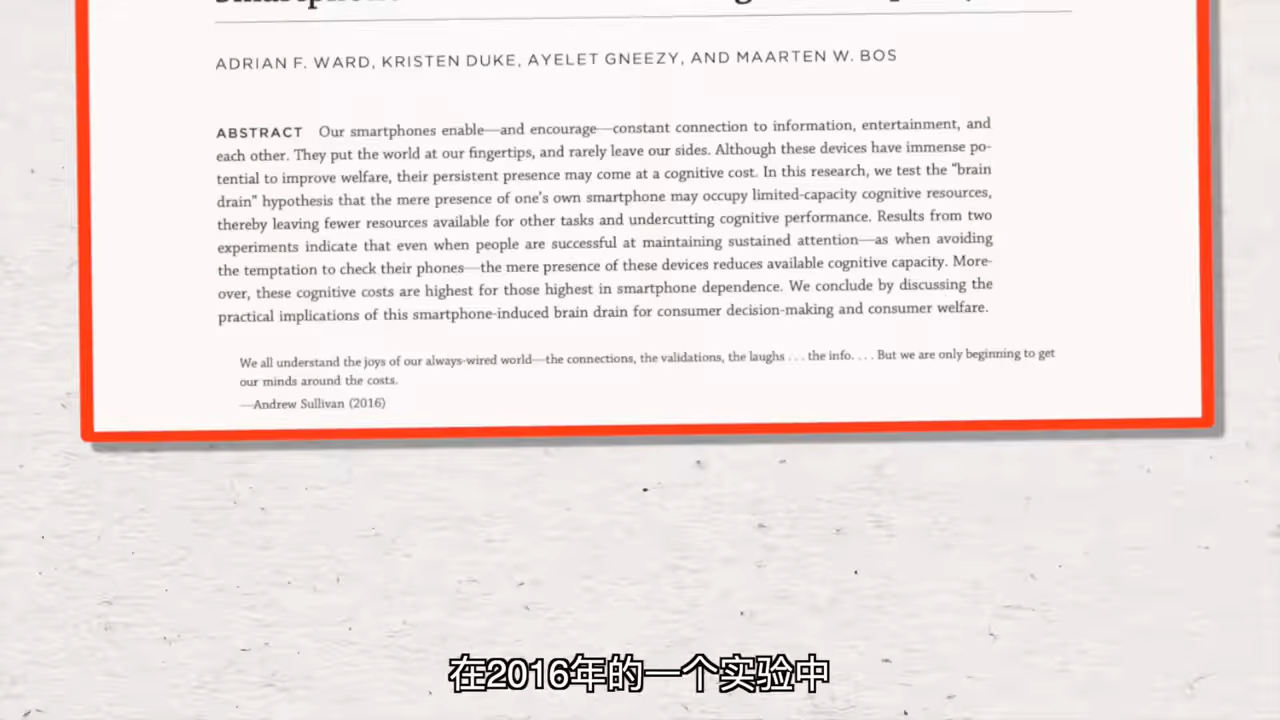 ADRIAN F. WARD, KRISTEN DUKE, AYELET GNEEZY, AND MAARTEN W. BOS
ABSTRACT Our smartphones enable—and encourage—constant connection to information, entertainment, and
each other. They put the world at our fingertips, and rarely leave our sides. Although these devices have immense po-
tential to improve welfare, their persistent presence may come at a cognitive cost. In this research, we test the “brain
drain” hypothesis that the mere presence of one’s own smartphone may occupy limited-capacity cognitive resources,
thereby leaving fewer resources available for other tasks and undercutting cognitive performance. Results from two
experiments indicate that even when people are successful at maintaining sustained attention—as when avoiding
the temptation to check their phones—the mere presence of these devices reduces available cognitive capacity. More-
over, these cognitive costs are highest for those highest in smartphone dependence. We conclude by discussing the
practical implications of this smartphone-induced brain drain for consumer decision-making and consumer welfare.
We all understand the joys of our always-wired world—the connections, the validations, the laughs . . . the info. . . . But we are only beginning to get
our minds around the costs.
—Andrew Sullivan (2016)
在2016年的一个实验中